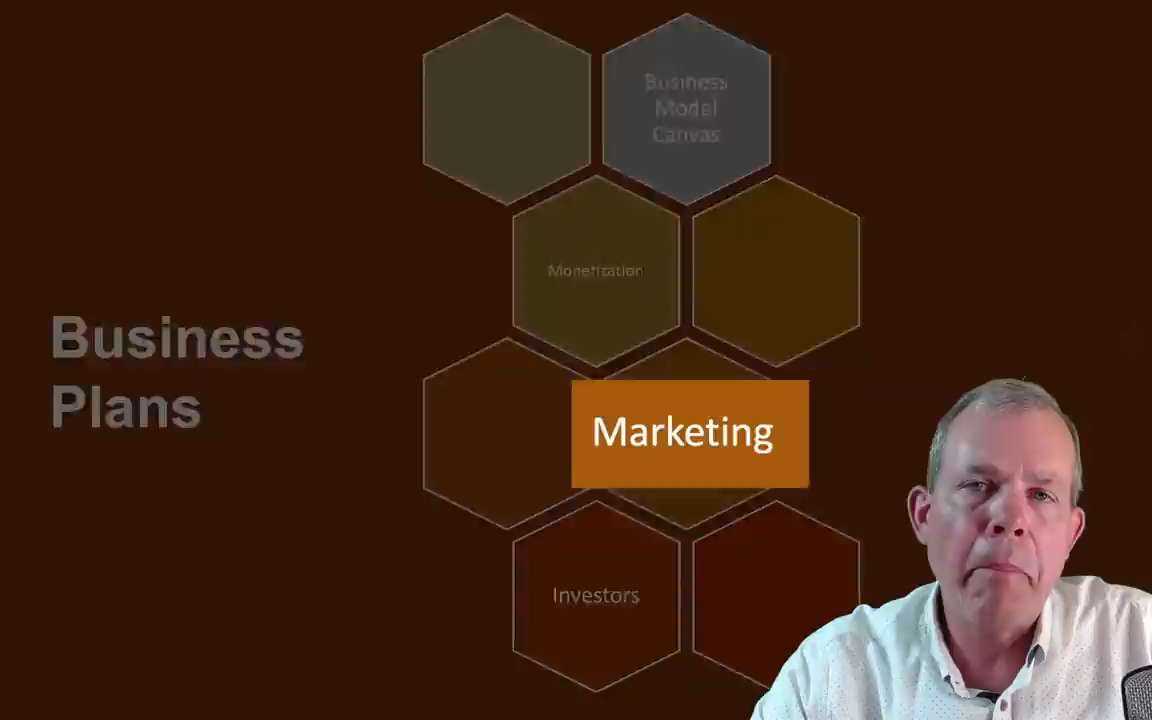 Business
Model
Canvas
Monetization
Business
Plans
Marketing
Investors